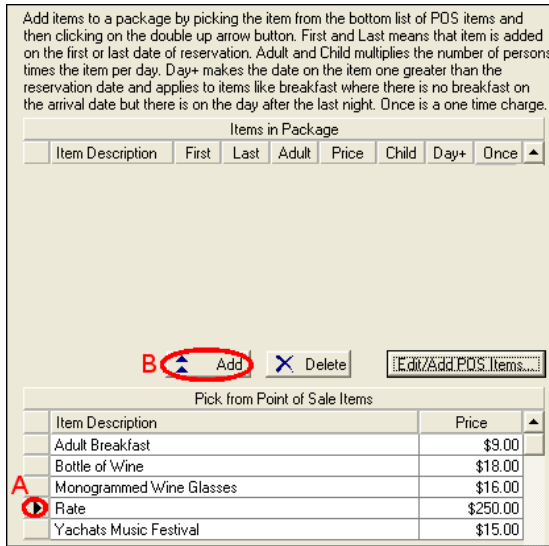 Add items to a package by picking the item from the bottom list of POS items and
then clicking on the double up arrow button. First and Last means that item is added
on the first or last date of reservation. Adult and Child multiplies the number of persons
times the item per day. Day+ makes the date on the item one greater than the
reservation date and applies to items like breakfast where there is no breakfast on
the arrival date but there is on the day after the last night. Once is a one time charge.
Items in Package
Item Description First Last Adult Price Child Day+ Once
B Add Delete Edit/Add POS Items...
Pick from Point of Sale Items
Item Description Price
Adult Breakfast $9.00
Bottle of Wine $18.00
A Monogrammed Wine Glasses $16.00
Rate $250.00
Yachats Music Festival $15.00